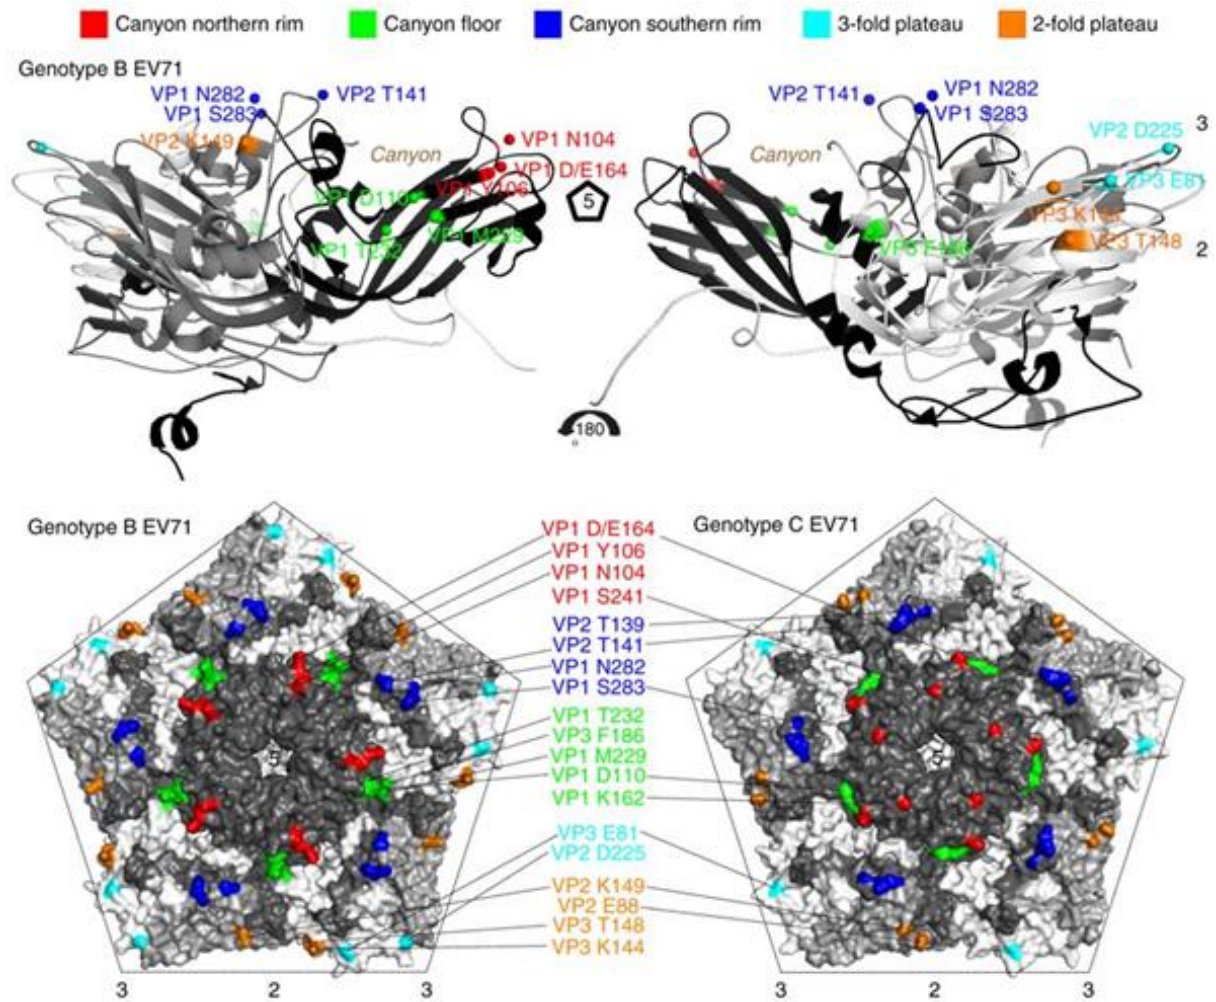 Canyon northern rim Canyon floor Canyon southern rim 3-fold plateau 2-fold plateau
Genotype B EV71
VP1 N282
VP2 T141
VP1 S283
VP2 K149
Canyon
VP1 N104
VP1 D/E164
VP1 Y106
VP1 D110
VP1 M229
VP1 T232
5
VP2 T141
VP1 N282
VP1 S283
3
VP2 D225
Canyon
VP3 E81
VP3 T148
2
180
Genotype B EV71
Genotype C EV71
VP1 D/E164
VP1 Y106
VP1 N104
VP1 S241
VP2 T139
VP2 T141
VP1 N282
VP1 S283
VP1 T232
VP3 F186
VP1 M229
VP1 D110
VP1 K162
VP3 E81
VP2 D225
VP2 K149
VP2 E88
VP3 T148
VP3 K144
5
5
3 2 3
3 2 3